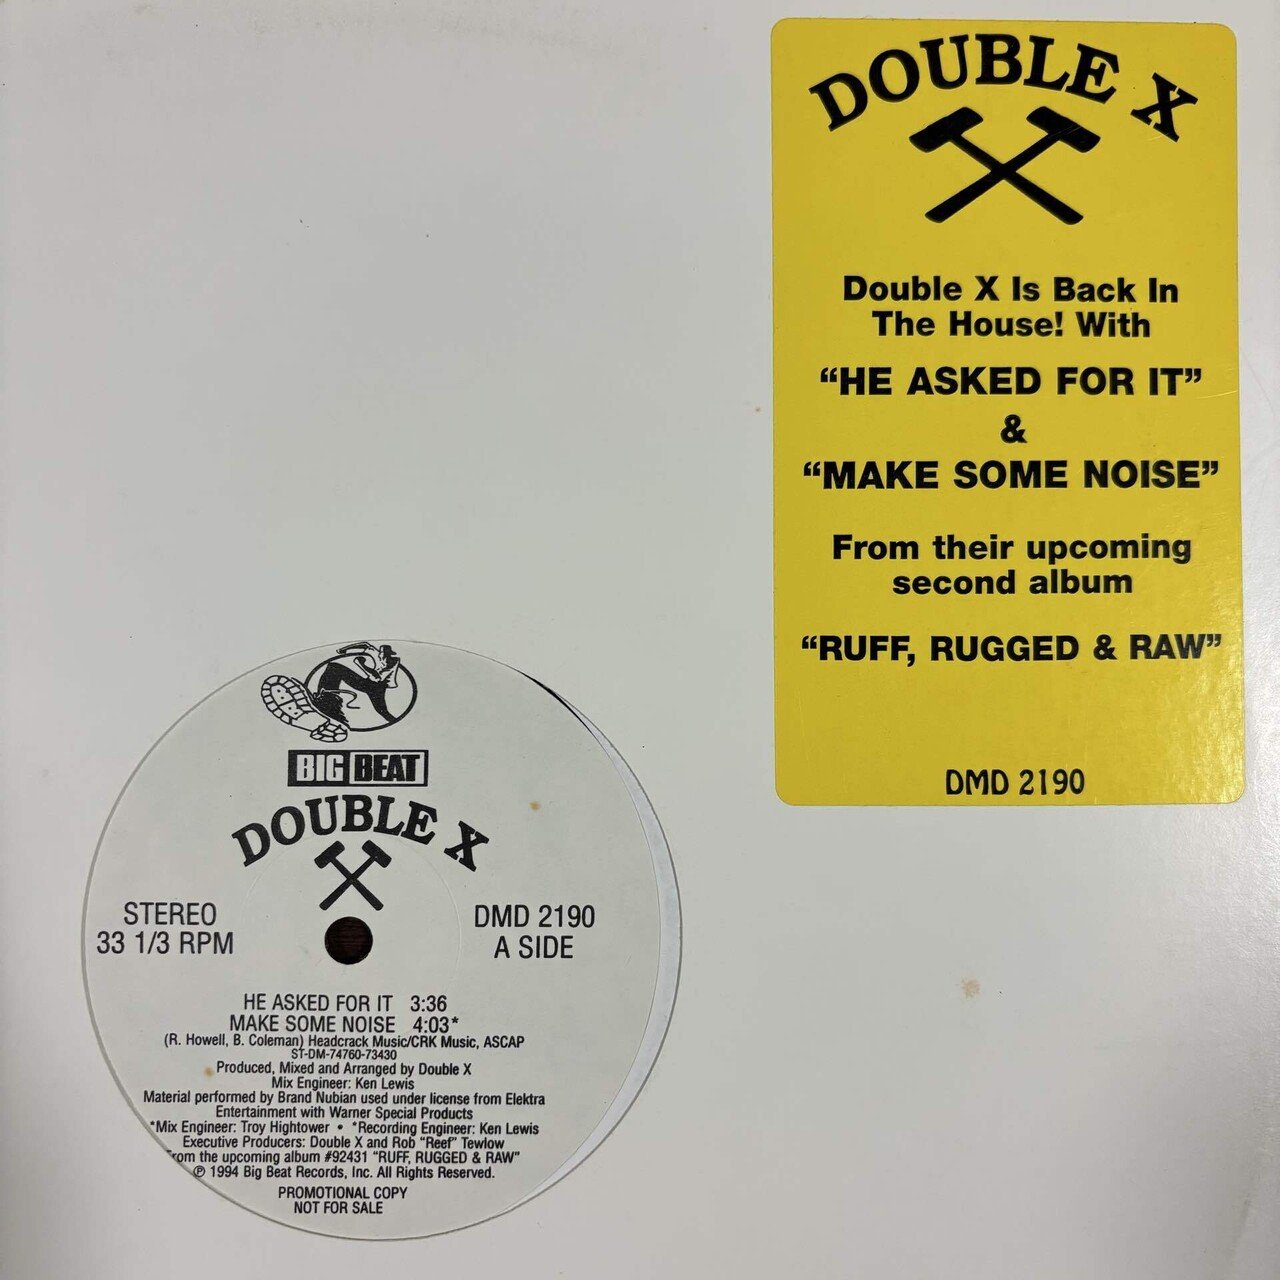 DOUBLE X
Double X Is Back In
The House! With
“HE ASKED FOR IT”
&
“MAKE SOME NOISE”
From their upcoming
second album
“RUFF, RUGGED & RAW”
DMD 2190
BIG BEAT
DOUBLE X
STEREO
33 1/3 RPM
DMD 2190
A SIDE
HE ASKED FOR IT 3:36
MAKE SOME NOISE 4:03*
(R. Howell, B. Coleman) Headcrack Music/CRK Music, ASCAP
ST-DM-74760-73430
Produced, Mixed and Arranged by Double X
Mix Engineer: Ken Lewis
Material performed by Brand Nubian used under license from Elektra
Entertainment with Warner Special Products
*Mix Engineer: Troy Hightower • *Recording Engineer: Ken Lewis
Executive Producers: Double X and Rob “Reef” Tewlow
From the upcoming album #92431 “RUFF, RUGGED & RAW”
℗ 1994 Big Beat Records, Inc. All Rights Reserved.
PROMOTIONAL COPY
NOT FOR SALE